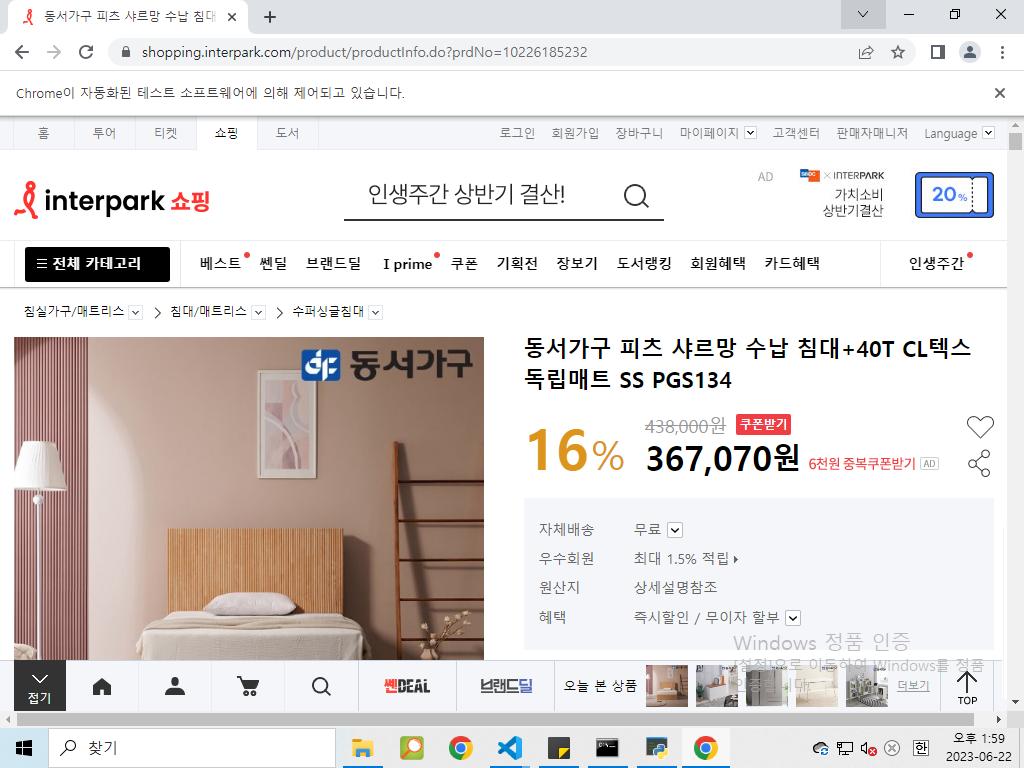 동서가구 피츠 샤르망 수납 침대
shopping.interpark.com/product/productInfo.do?prdNo=10226185232
Chrome이 자동화된 테스트 소프트웨어에 의해 제어되고 있습니다.
홈 투어 티켓 쇼핑 도서 로그인 회원가입 장바구니 마이페이지 고객센터 판매자매니저 Language
interpark 쇼핑
인생주간 상반기 결산!
AD
× INTERPARK
가치소비
상반기결산
20%
전체 카테고리 베스트 쎈딜 브랜드딜 I prime 쿠폰 기획전 장보기 도서랭킹 회원혜택 카드혜택 인생주간
침실가구/매트리스 침대/매트리스 수퍼싱글침대
동서가구
동서가구 피츠 샤르망 수납 침대+40T CL텍스
독립매트 SS PGS134
438,000원 쿠폰받기
16% 367,070원 6천원 중복쿠폰받기 AD
자체배송 무료
우수회원 최대 1.5% 적립
원산지 상세설명참조
혜택 즉시할인 / 무이자 할부
Windows 정품 인증
[설정]으로 이동하여 Windows를 정품
인증합니다.
접기
쎈DEAL
브랜드딜
오늘 본 상품
더보기
TOP
찾기
한
오후 1:59
2023-06-22